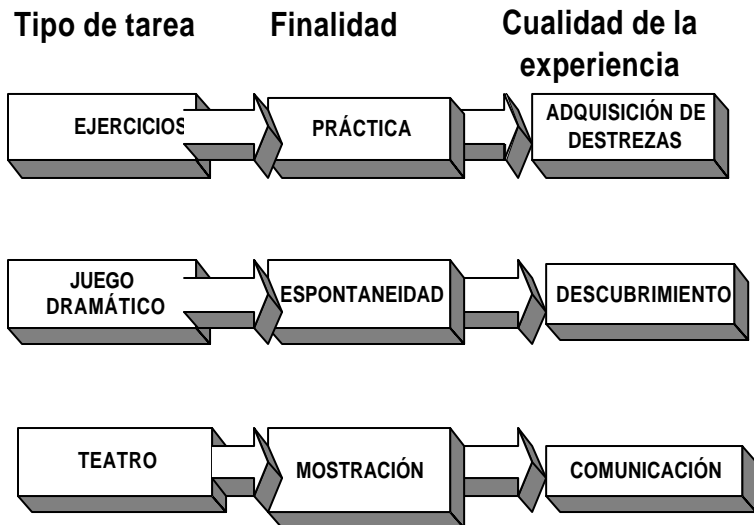 Tipo de tarea
Finalidad
Cualidad de la
experiencia
EJERCICIOS
PRÁCTICA
ADQUISICIÓN DE
DESTREZAS
JUEGO
DRAMÁTICO
ESPONTANEIDAD
DESCUBRIMIENTO
TEATRO
MOSTRACIÓN
COMUNICACIÓN